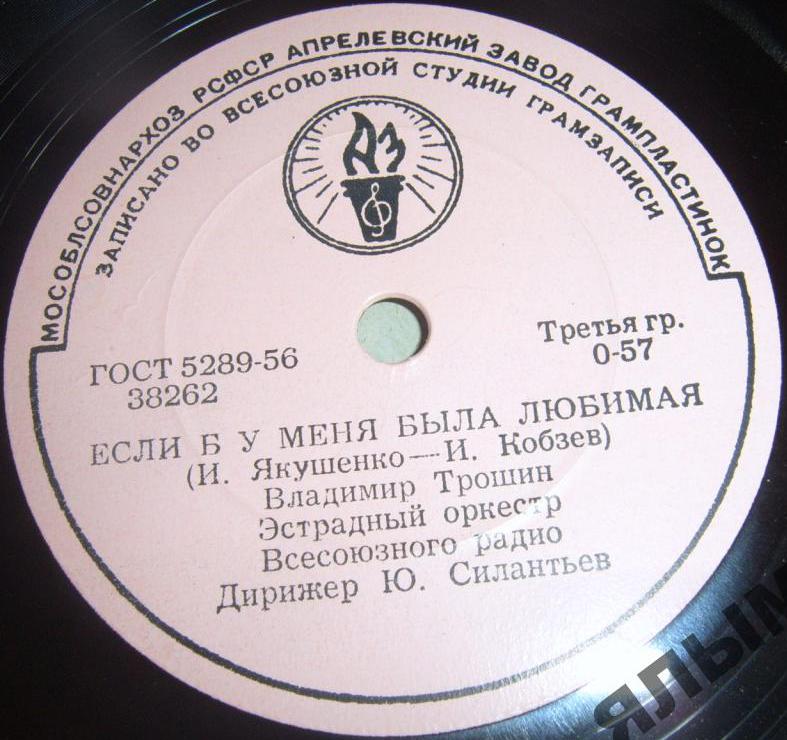 МОСОБЛСОВНАРХОЗ РСФСР АПРЕЛЕВСКИЙ ЗАВОД ГРАМПЛАСТИНОК
ЗАПИСАНО ВО ВСЕСОЮЗНОЙ СТУДИИ ГРАМЗАПИСИ
АЗ
ГОСТ 5289-56
38262
Третья гр.
0-57
ЕСЛИ Б У МЕНЯ БЫЛА ЛЮБИМАЯ
(И. Якушенко — И. Кобзев)
Владимир Трошин
Эстрадный оркестр
Всесоюзного радио
Дирижер Ю. Силантьев